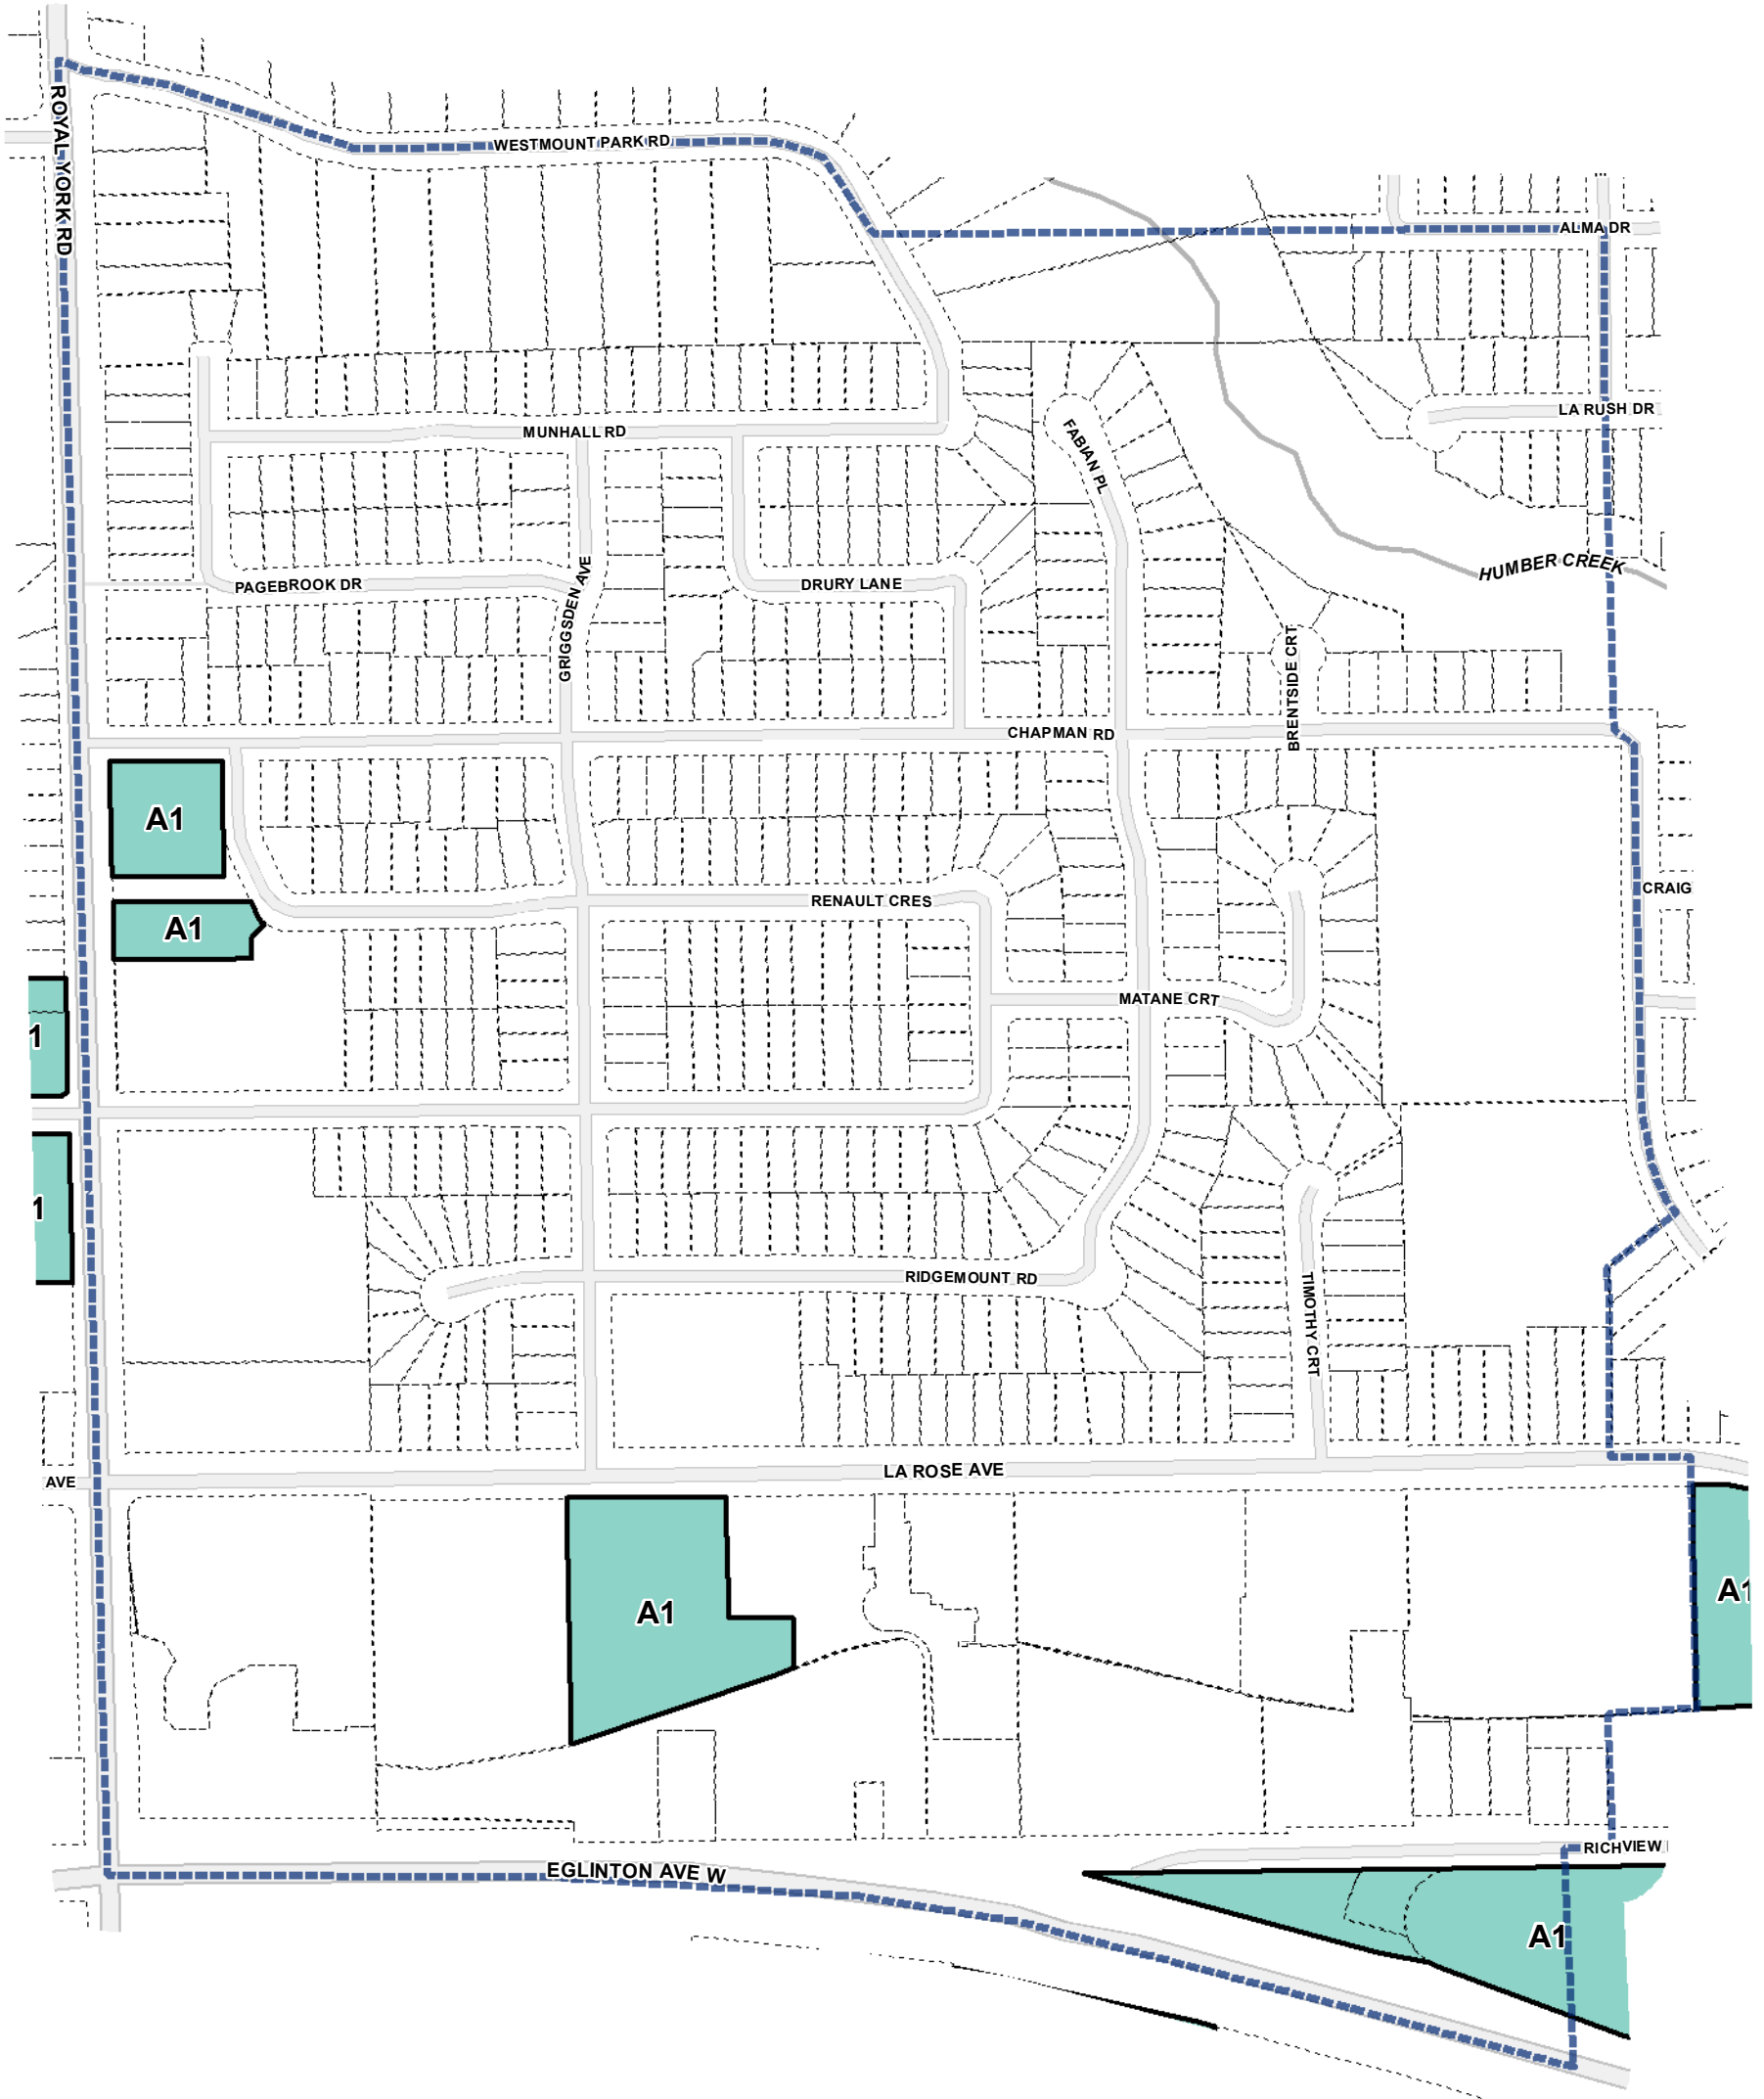 ROYAL YORK RD
WESTMOUNT PARK RD
ALMA DR
LA RUSH DR
MUNHALL RD
FABIAN PL
HUMBER CREEK
PAGEBROOK DR
GRIGGSDEN AVE
DRURY LANE
BRENTSIDE CRT
CHAPMAN RD
A1
CRAIG
RENAULT CRES
A1
MATANE CRT
1
1
RIDGEMOUNT RD
TIMOTHY CRT
LA ROSE AVE
AVE
A1
A1
RICHVIEW
EGLINTON AVE W
A1